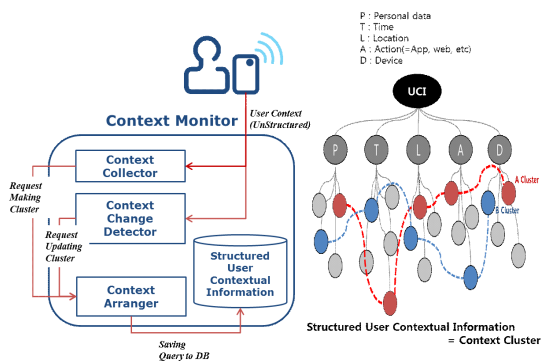 Context Monitor
User Context
(UnStructured)
Context
Collector
Request
Making
Cluster
Context
Change
Detector
Request
Updating
Cluster
Structured
User
Contextual
Information
Context
Arranger
Saving
Query to DB
P : Personal data
T : Time
L : Location
A : Action(=App, web, etc)
D : Device
UCI
P T L A D
A Cluster
B Cluster
Structured User Contextual Information
= Context Cluster